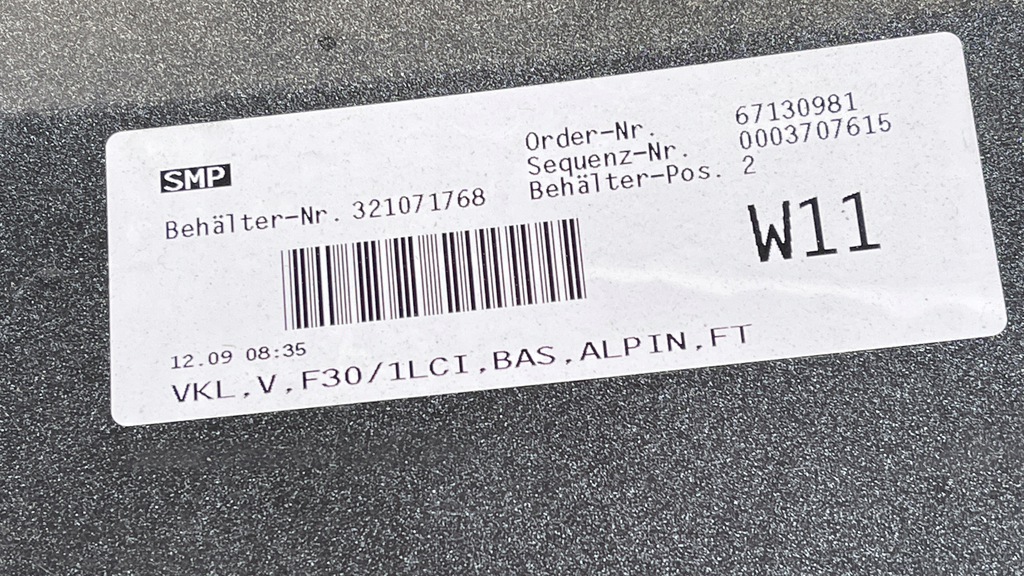 SMP
Behälter-Nr. 321071768
Order-Nr. 67130981
Sequenz-Nr. 0003707615
Behälter-Pos. 2
W11
12.09 08:35
VKL,V,F30/1LCI,BAS,ALPIN,FT